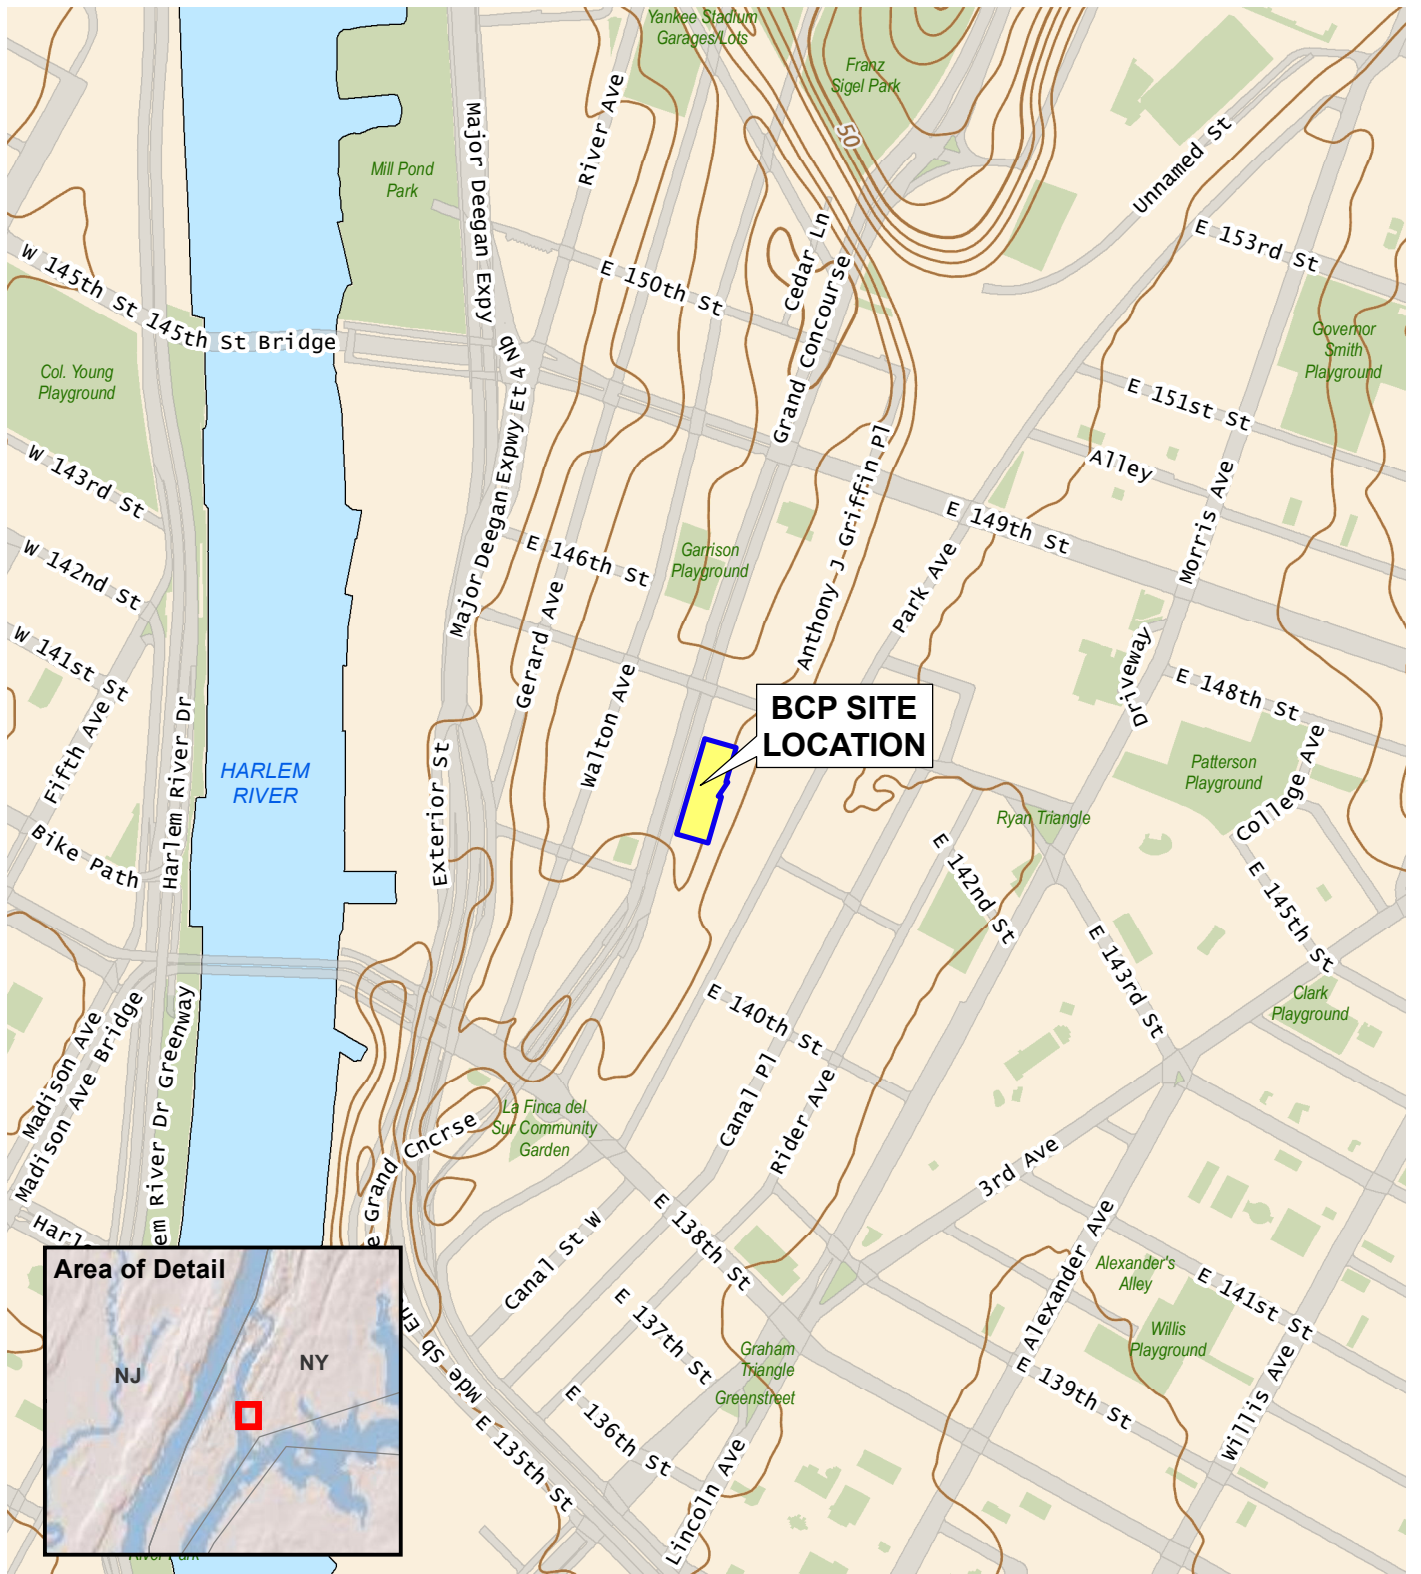 Yankee Stadium
Garages/Lots
Franz
Sigel Park
50
River Ave
Major Deegan Expy
Mill Pond
Park
Unnamed St
E 153rd St
Cedar Ln
Grand Concourse
E 150th St
W 145th St
145th St Bridge
Governor
Smith
Playground
Col. Young
Playground
Major Deegan Expwy Et 4 Nb
E 151st St
Alley
W 143rd St
Anthony J Griffin Pl
Morris Ave
E 149th St
W 142nd St
E 146th St
Garrison
Playground
Park Ave
Gerard Ave
W 141st St
Driveway
E 148th St
Walton Ave
BCP SITE
LOCATION
Fifth Ave
Harlem River Dr
HARLEM
RIVER
Exterior St
Patterson
Playground
College Ave
Ryan Triangle
Bike Path
E 142nd St
E 145th St
E 143rd St
Clark
Playground
E 140th St
Madison Ave
Madison Ave Bridge
em River Dr Greenway
Canal Pl
Rider Ave
La Finca del
Sur Community
Garden
e Grand Cncrse
3rd Ave
Harle
E 138th St
Canal St W
E Alexander Ave
Alexander's
Alley
E 141st St
Area of Detail
NJ
NY
E 137th St
Mde Sb En
Willis
Playground
Graham
Triangle
Greenstreet
E 139th St
Willis Ave
E 136th St
E 135th St
Lincoln Ave